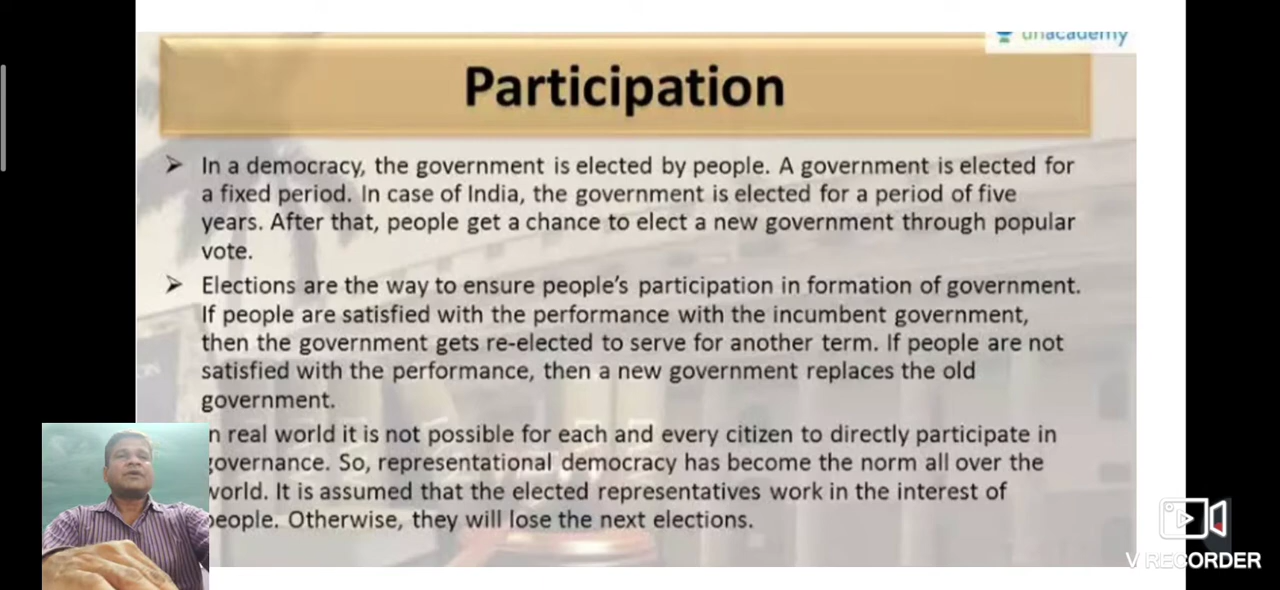 unacademy
Participation
➤ In a democracy, the government is elected by people. A government is elected for
a fixed period. In case of India, the government is elected for a period of five
years. After that, people get a chance to elect a new government through popular
vote.
➤ Elections are the way to ensure people's participation in formation of government.
If people are satisfied with the performance with the incumbent government,
then the government gets re-elected to serve for another term. If people are not
satisfied with the performance, then a new government replaces the old
government.
n real world it is not possible for each and every citizen to directly participate in
governance. So, representational democracy has become the norm all over the
world. It is assumed that the elected representatives work in the interest of
people. Otherwise, they will lose the next elections.
V RECORDER